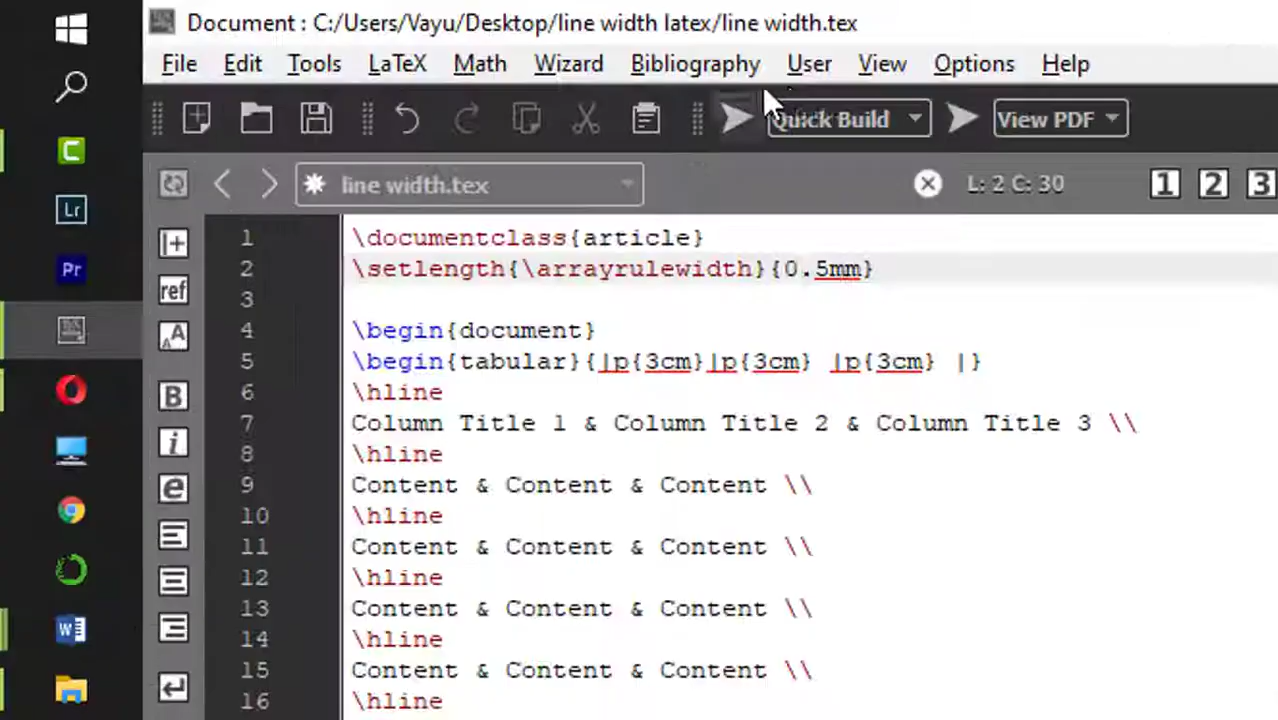 Document : C:/Users/Vayu/Desktop/line width latex/line width.tex
File Edit Tools LaTeX Math Wizard Bibliography User View Options Help
Quick Build View PDF
line width.tex L: 2 C: 30 1 2 3
1 \documentclass{article}
2 \setlength{\arrayrulewidth}{0.5mm}
3
4 \begin{document}
5 \begin{tabular}{|p{3cm}|p{3cm} |p{3cm} |}
6 \hline
7 Column Title 1 & Column Title 2 & Column Title 3 \\
8 \hline
9 Content & Content & Content \\
10 \hline
11 Content & Content & Content \\
12 \hline
13 Content & Content & Content \\
14 \hline
15 Content & Content & Content \\
16 \hline
C
Lr
Pr
W
ref
A A
B
i
e